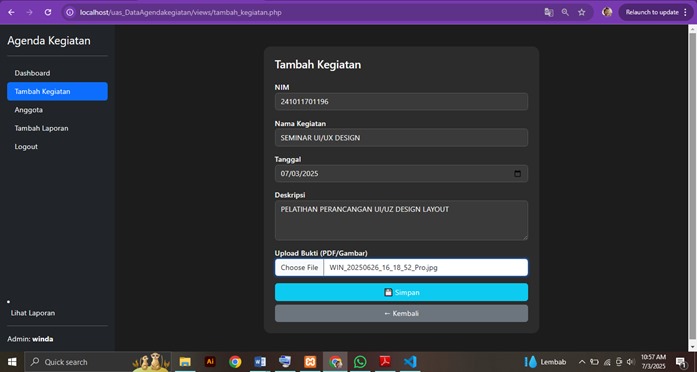 localhost/uas_DataAgendakegiatan/views/tambah_kegiatan.php
Relaunch to update
Agenda Kegiatan
Dashboard
Tambah Kegiatan
Anggota
Tambah Laporan
Logout
Lihat Laporan
Admin: winda
Tambah Kegiatan
NIM
241011701196
Nama Kegiatan
SEMINAR UI/UX DESIGN
Tanggal
07/03/2025
Deskripsi
PELATIHAN PERANCANGAN UI/UZ DESIGN LAYOUT
Upload Bukti (PDF/Gambar)
Choose File WIN_20250626_16_18_52_Pro.jpg
Simpan
← Kembali
Quick search
Ai
Lembab
10:57 AM
7/3/2025